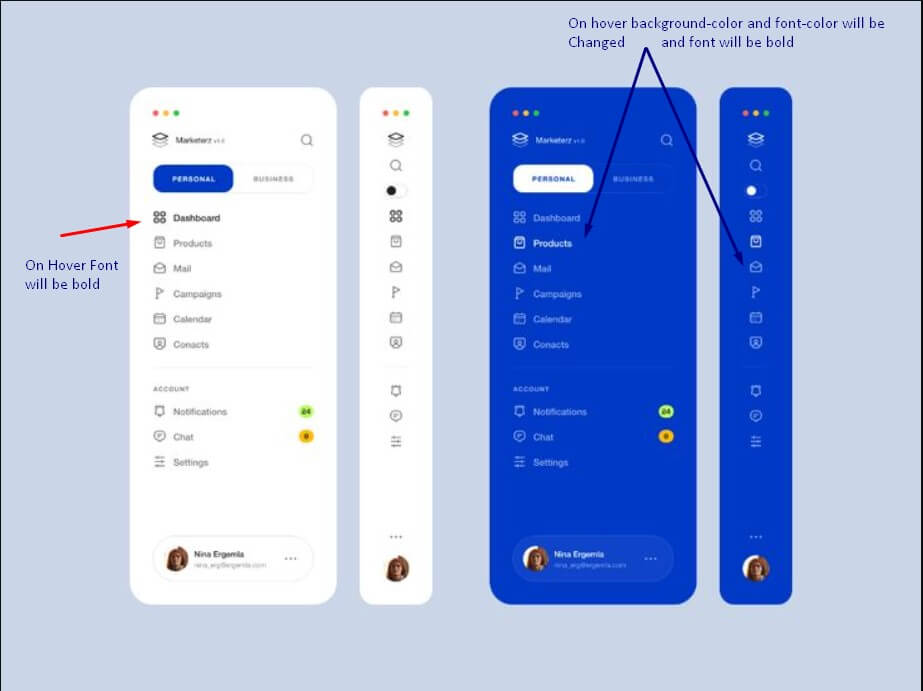 On hover background-color and font-color will be
Changed and font will be bold
On Hover Font
will be bold
Marketerz v1.0
PERSONAL BUSINESS
Dashboard
Products
Mail
Campaigns
Calendar
Conacts
ACCOUNT
Notifications 24
Chat 8
Settings
Nina Ergemla
nina_erg@ergemla.com
Marketerz v1.0
PERSONAL BUSINESS
Dashboard
Products
Mail
Campaigns
Calendar
Conacts
ACCOUNT
Notifications 24
Chat 8
Settings
Nina Ergemla
nina_erg@ergemla.com